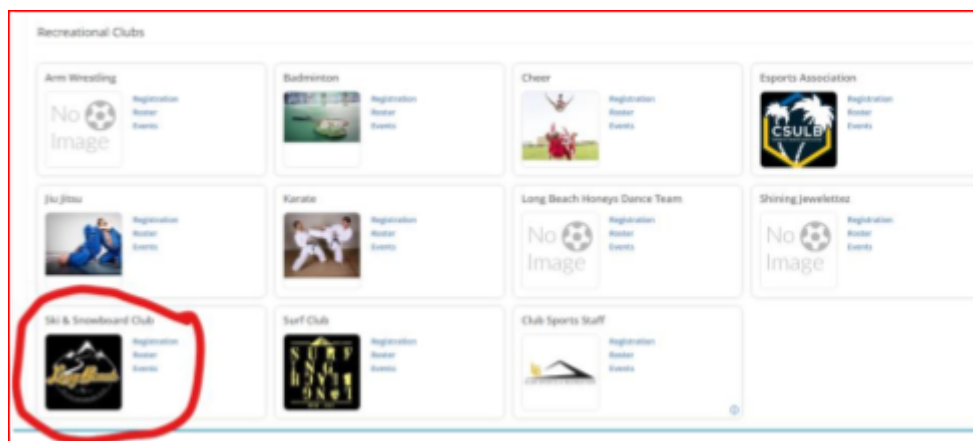 Recreational Clubs
Arm Wrestling
No Image
Registration
Roster
Events
Badminton
Registration
Roster
Events
Cheer
Registration
Roster
Events
Esports Association
CSULB
Registration
Roster
Events
Jiu Jitsu
Registration
Roster
Events
Karate
Registration
Roster
Events
Long Beach Honeys Dance Team
No Image
Registration
Roster
Events
Shining Jewelettez
No Image
Registration
Roster
Events
Ski & Snowboard Club
Long Beach
Registration
Roster
Events
Surf Club
SURF
Registration
Roster
Events
Club Sports Staff
Registration
Roster
Events